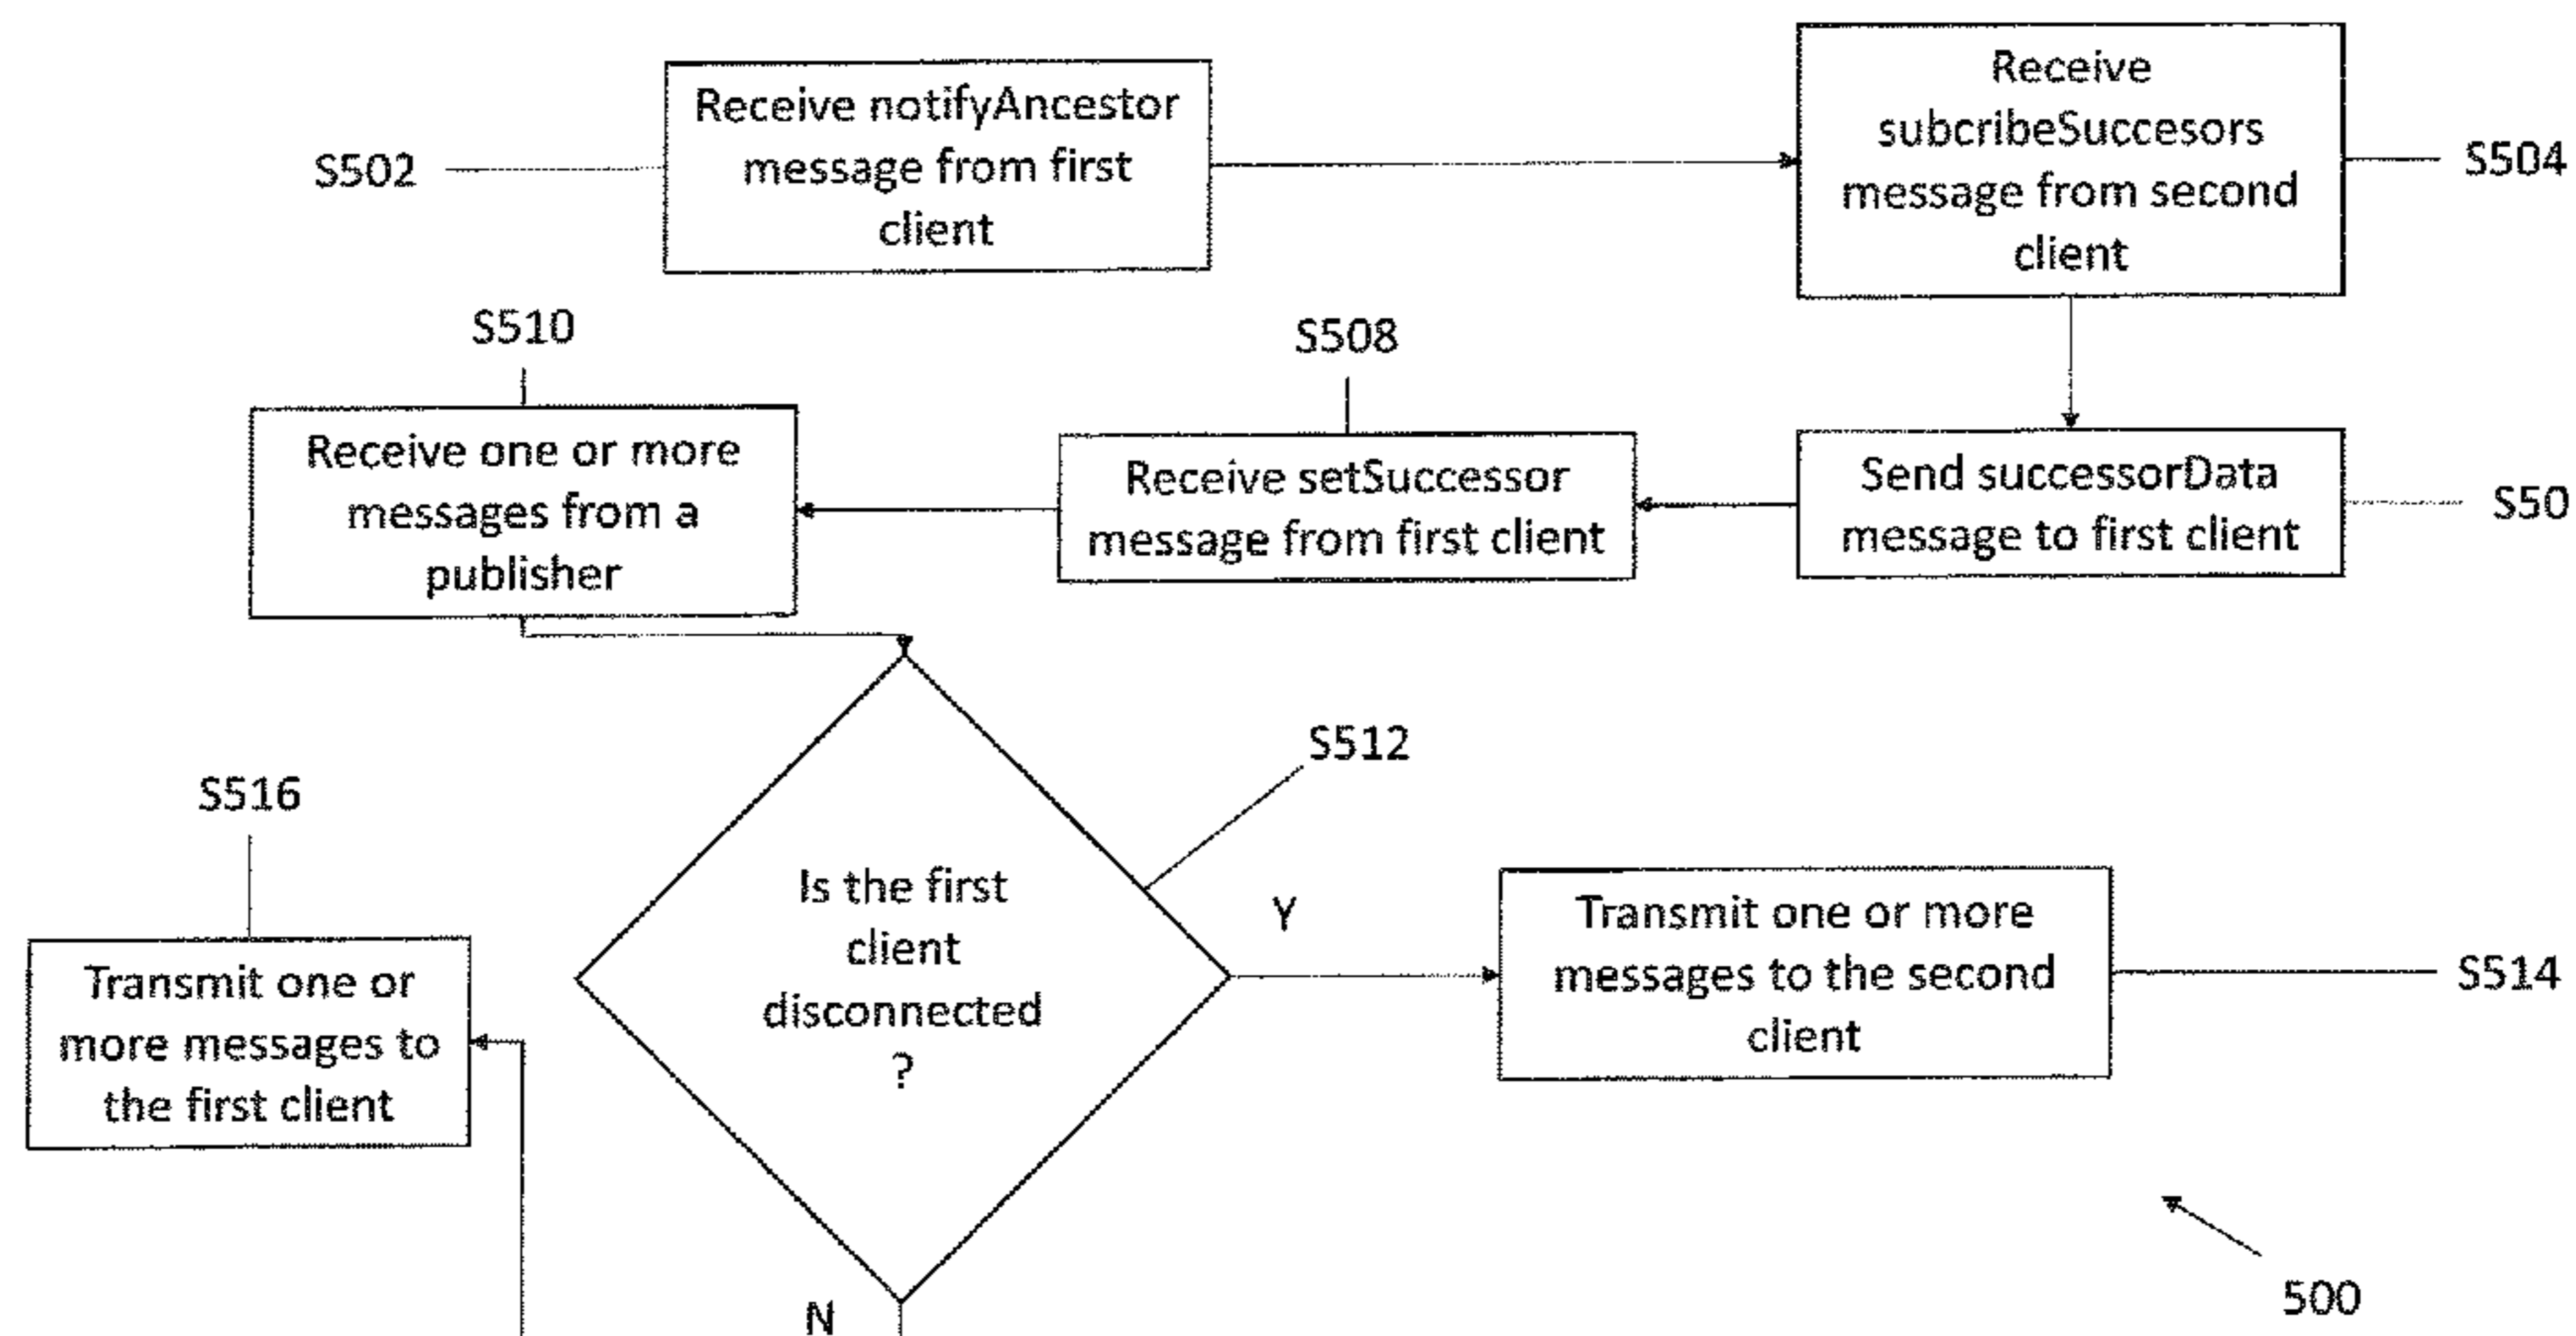 Receive notifyAncestor
message from first
client
S502
Receive
subcribeSuccesors
message from second
client
S504
S510
S508
Receive one or more
messages from a
publisher
Receive setSuccessor
message from first client
Send successorData
message to first client
S50
S512
S516
Is the first
client
disconnected
?
Y
Transmit one or more
messages to the second
client
S514
Transmit one or
more messages to
the first client
500
N